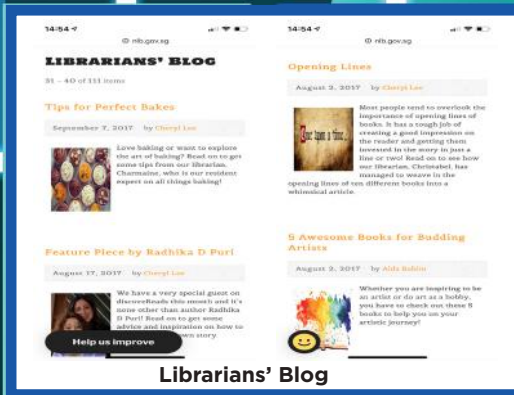 14:54
nlb.gov.sg
LIBRARIANS' BLOG
31 – 40 of 111 items
Tips for Perfect Bakes
September 7, 2017 by Cheryl Lee
Love baking or want to explore
the art of baking? Read on to get
some tips from our librarian,
Charmaine, who is our resident
expert on all things baking!
Feature Piece by Radhika D Puri
August 17, 2017 by Cheryl Lee
We have a very special guest on
discoverReads this month and it's
none other than author Radhika
D Puri! Read on to get some
advice and inspiration on how to
own story
Help us improve
14:54
nlb.gov.sg
Opening Lines
August 2, 2017 by Cheryl Lee
Most people tend to overlook the
importance of opening lines of
books. It has a tough job of
creating a good impression on
the reader and getting them
invested in the story in just a
line or two! Read on to see how
our librarian, Christabel, has
managed to weave in the
opening lines of ten different books into a
whimsical article.
time...
5 Awesome Books for Budding
Artists
August 2, 2017 by Alda Rahim
Whether you are inspiring to be
an artist or do art as a hobby,
you have to check out these 5
books to help you on your
artistic journey!
Librarians' Blog